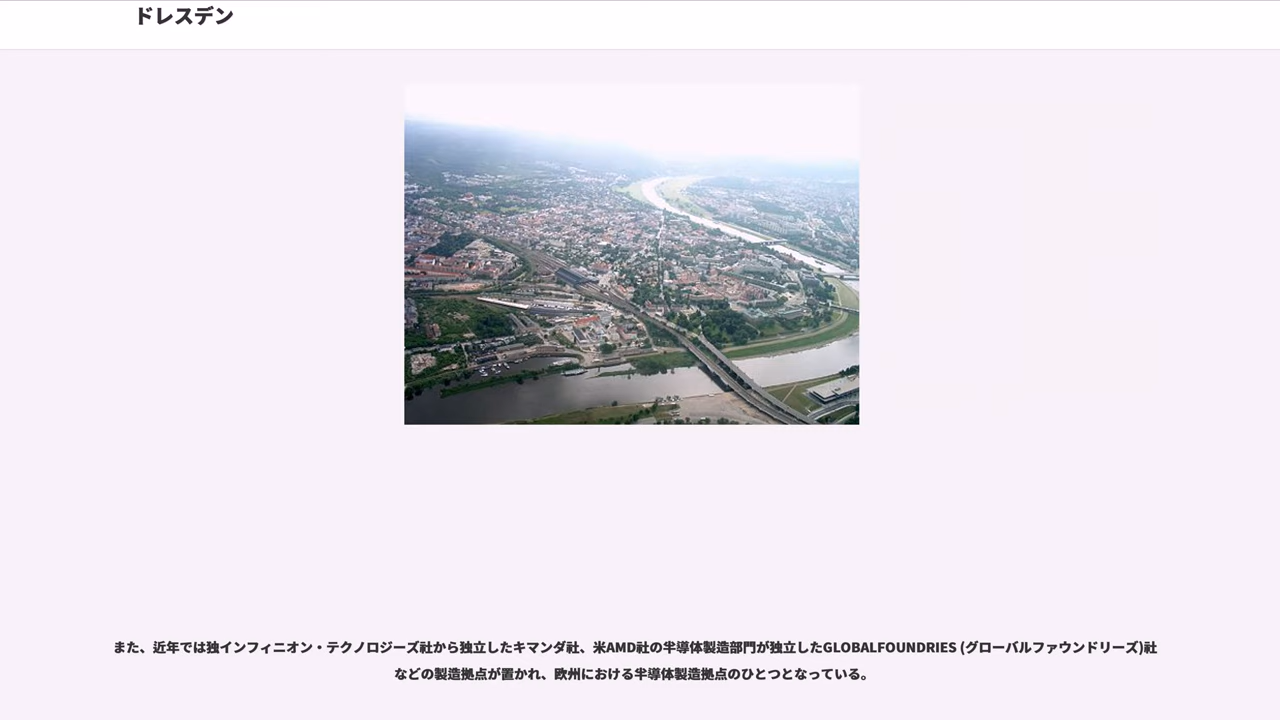 ドレスデン
また、近年では独インフィニオン・テクノロジーズ社から独立したキマンダ社、米AMD社の半導体製造部門が独立したGLOBALFOUNDRIES (グローバルファウンドリーズ)社
などの製造拠点が置かれ、欧州における半導体製造拠点のひとつとなっている。